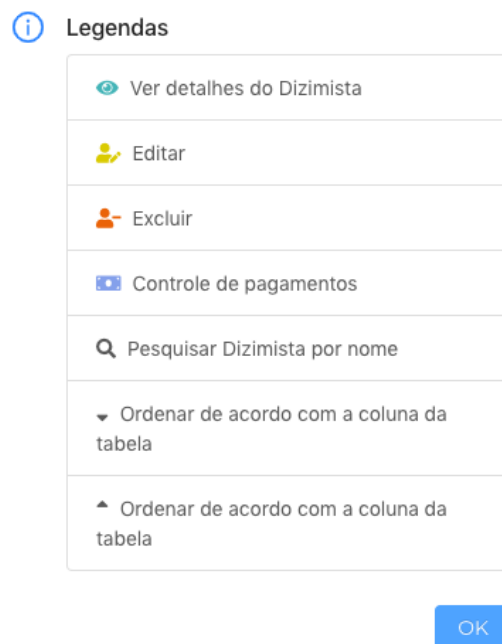 Legendas
Ver detalhes do Dizimista
Editar
Excluir
Controle de pagamentos
Pesquisar Dizimista por nome
Ordenar de acordo com a coluna da
tabela
Ordenar de acordo com a coluna da
tabela
OK